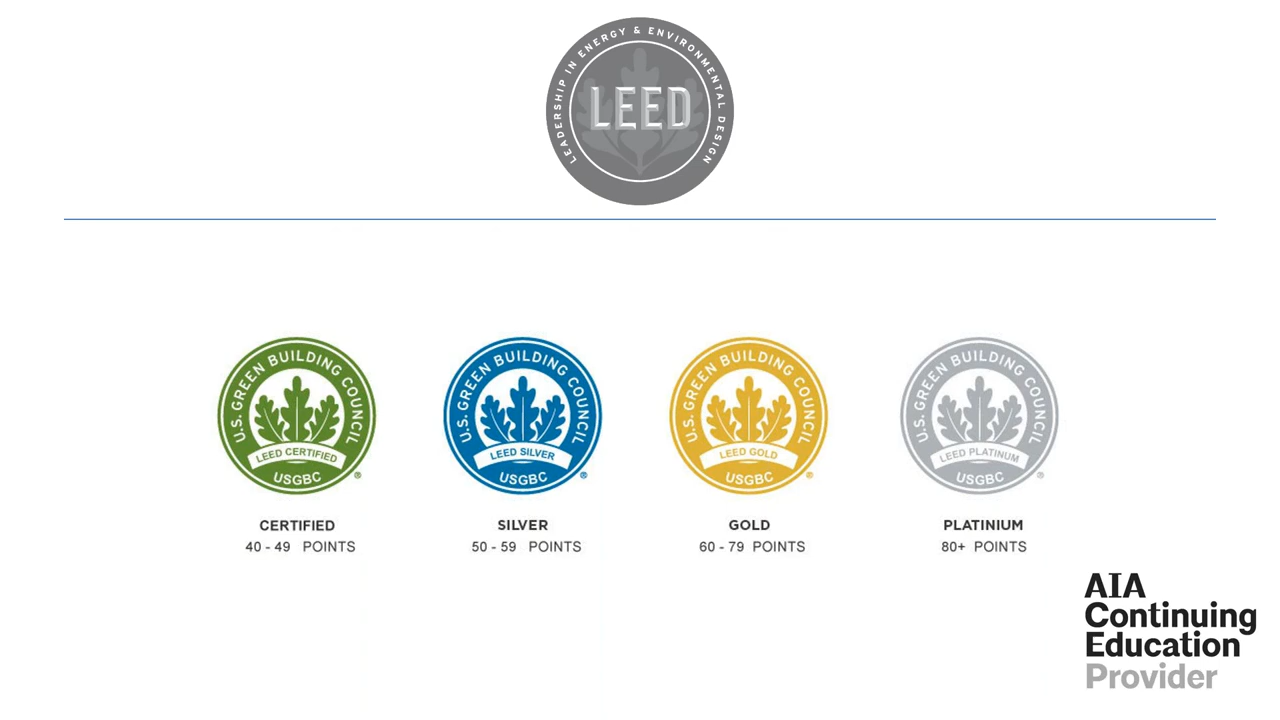 LEADERSHIP IN ENERGY & ENVIRONMENTAL DESIGN
LEED
U.S. GREEN BUILDING COUNCIL
LEED CERTIFIED
USGBC
®
CERTIFIED
40 - 49 POINTS
U.S. GREEN BUILDING COUNCIL
LEED SILVER
USGBC
®
SILVER
50 - 59 POINTS
U.S. GREEN BUILDING COUNCIL
LEED GOLD
USGBC
®
GOLD
60 - 79 POINTS
U.S. GREEN BUILDING COUNCIL
LEED PLATINUM
USGBC
®
PLATINIUM
80+ POINTS
AIA
Continuing
Education
Provider